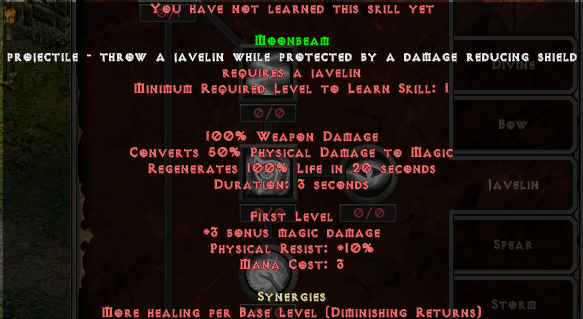 You have not learned this skill yet
Moonbeam
Projectile - Throw a javelin while protected by a damage reducing shield
Requires a javelin
Minimum Required Level to Learn Skill: 1
0/0
100% Weapon Damage
Converts 50% Physical Damage to Magic
Regenerates 100% Life in 20 seconds
Duration: 3 seconds
First Level
0/0
+3 bonus magic damage
Physical Resist: +10%
Mana Cost: 3
Synergies
More healing per Base Level (Diminishing Returns)
Divine
Bow
Javelin
Spear
Storm